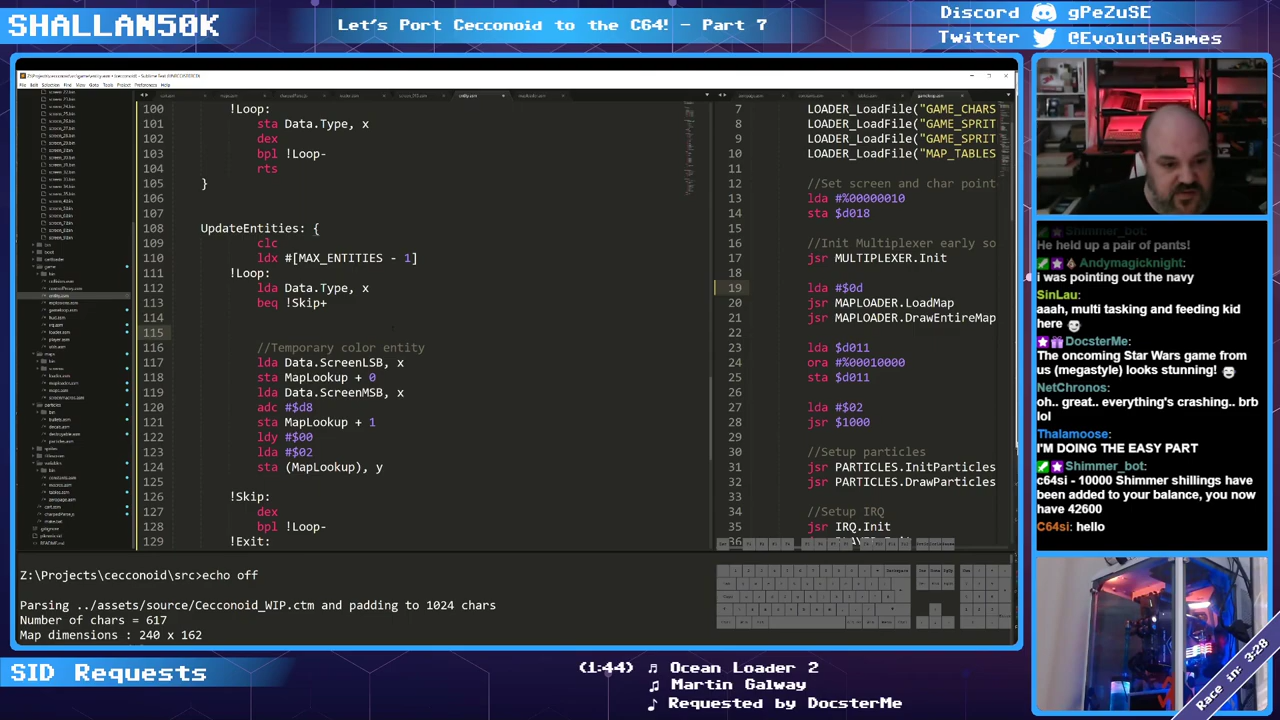 SHALLAN50K
Let's Port Cecconoid to the C64! - Part 7
Discord gPeZuSE
Twitter @EvoluteGames
100 !Loop:
101 sta Data.Type, x
102 dex
103 bpl !Loop-
104 rts
105 }
106
107
108 UpdateEntities: {
109 clc
110 ldx #[MAX_ENTITIES - 1]
111 !Loop:
112 lda Data.Type, x
113 beq !Skip+
114
115
116 //Temporary color entity
117 lda Data.ScreenLSB, x
118 sta MapLookup + 0
119 lda Data.ScreenMSB, x
120 adc #$d8
121 sta MapLookup + 1
122 ldy #$00
123 lda #$02
124 sta (MapLookup), y
125
126 !Skip:
127 dex
128 bpl !Loop-
129 !Exit:
7 LOADER_LoadFile("GAME_CHARS
8 LOADER_LoadFile("GAME_SPRIT
9 LOADER_LoadFile("GAME_SPRIT
10 LOADER_LoadFile("MAP_TABLES
11
12 //Set screen and char point
13 lda #%00000010
14 sta $d018
15
16 //Init Multiplexer early so
17 jsr MULTIPLEXER.Init
18
19 lda #$0d
20 jsr MAPLOADER.LoadMap
21 jsr MAPLOADER.DrawEntireMap
22
23 lda $d011
24 ora #%00010000
25 sta $d011
26
27 lda #$02
28 jsr $1000
29
30 //Setup particles
31 jsr PARTICLES.InitParticles
32 jsr PARTICLES.DrawParticles
33
34 //Setup IRQ
35 jsr IRQ.Init
36
Z:\Projects\cecconoid\src>echo off
Parsing ../assets/source/Cecconoid_WIP.ctm and padding to 1024 chars
Number of chars = 617
Map dimensions : 240 x 162
Shimmer_bot:
He held up a pair of pants!
Andymagicknight:
i was pointing out the navy
SinLau:
aaah, multi tasking and feeding kid
here
DocsterMe:
The oncoming Star Wars game from
us (megastyle) looks stunning!
NetChronos:
oh.. great.. everything's crashing.. brb
lol
Thalamoose:
I'M DOING THE EASY PART
Shimmer_bot:
c64si - 10000 Shimmer shillings have
been added to your balance, you now
have 42600
C64si: hello
SID Requests
(1:44) Ocean Loader 2
Martin Galway
Requested by DocsterMe
Race in: 3:28